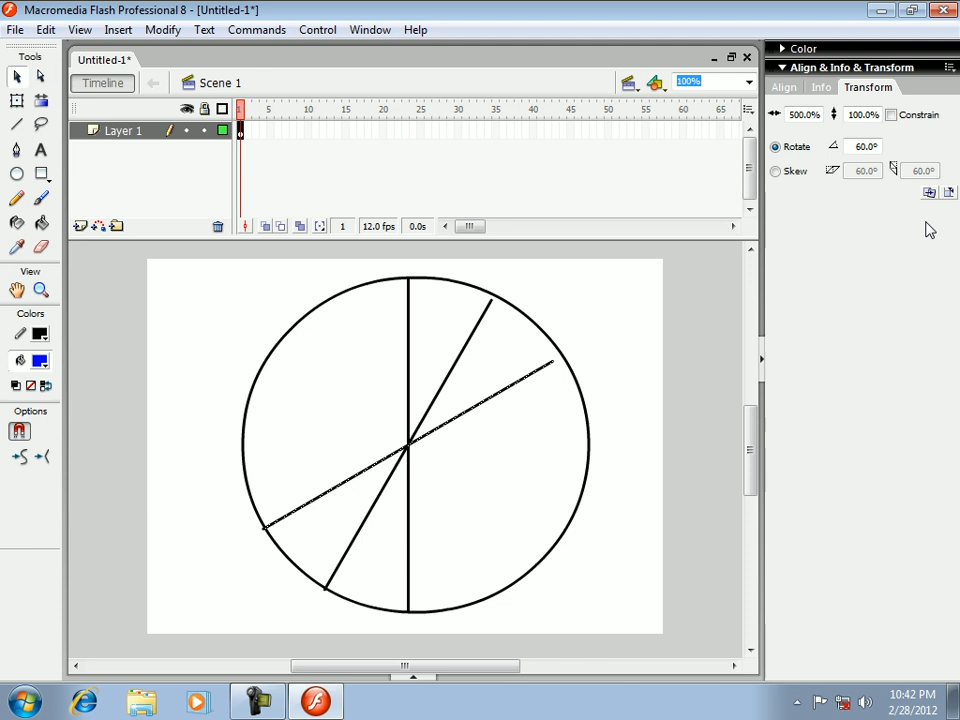 Macromedia Flash Professional 8 - [Untitled-1*]
File Edit View Insert Modify Text Commands Control Window Help
Tools
View
Colors
Options
Untitled-1*
Timeline
Scene 1
100%
5 10 15 20 25 30 35 40 45 50 55 60 65
Layer 1
1 12.0 fps 0.0s
Color
Align & Info & Transform
Align Info Transform
500.0% 100.0% Constrain
Rotate 60.0°
Skew 60.0° 60.0°
10:42 PM
2/28/2012